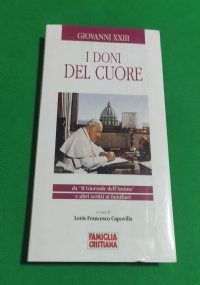 GIOVANNI XXIII
I DONI
DEL CUORE
da "il Giornale dell'Anima"
e altri scritti ai familiari
a cura di
Loris Francesco Capovilla
FAMIGLIA
CRISTIANA